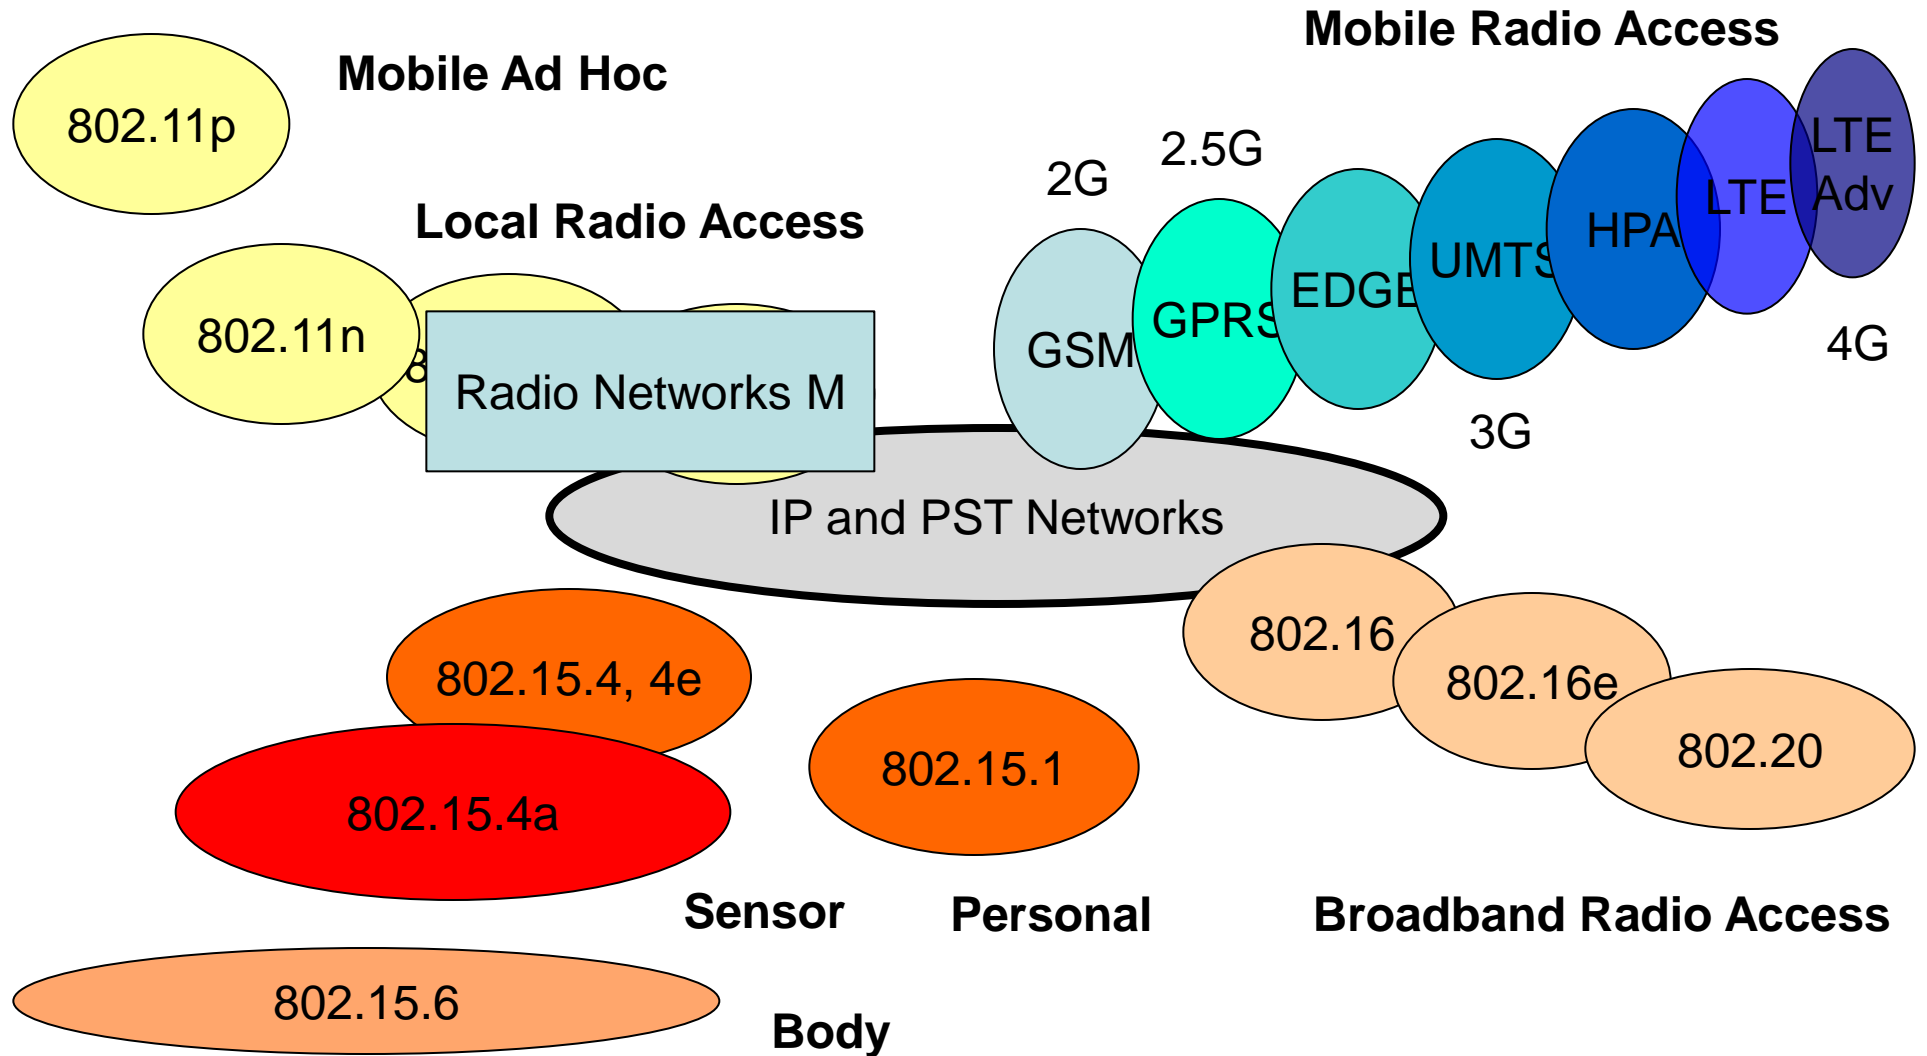 Mobile Radio Access
Mobile Ad Hoc
802.11p
LTE
Adv
2.5G
2G
LTE
Local Radio Access
HPA
UMTS
EDGE
GPRS
802.11n
GSM
4G
Radio Networks M
3G
IP and PST Networks
802.16
802.15.4, 4e
802.16e
802.20
802.15.1
802.15.4a
Sensor
Personal
Broadband Radio Access
802.15.6
Body